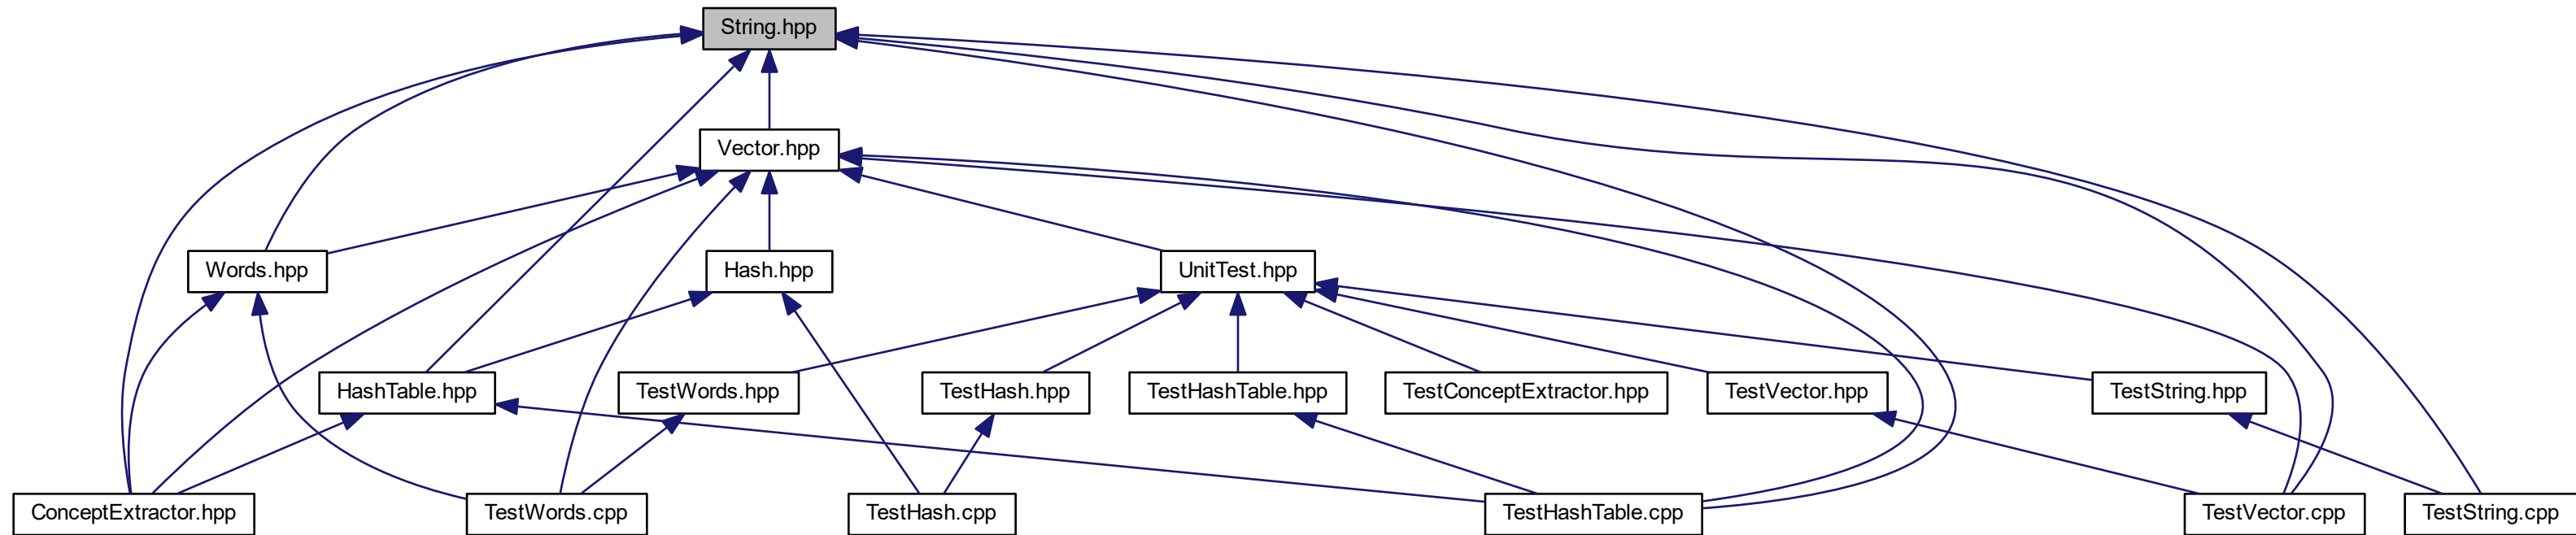 String.hpp
Vector.hpp
Words.hpp
Hash.hpp
UnitTest.hpp
HashTable.hpp
TestWords.hpp
TestHash.hpp
TestHashTable.hpp
TestConceptExtractor.hpp
TestVector.hpp
TestString.hpp
ConceptExtractor.hpp
TestWords.cpp
TestHash.cpp
TestHashTable.cpp
TestVector.cpp
TestString.cpp